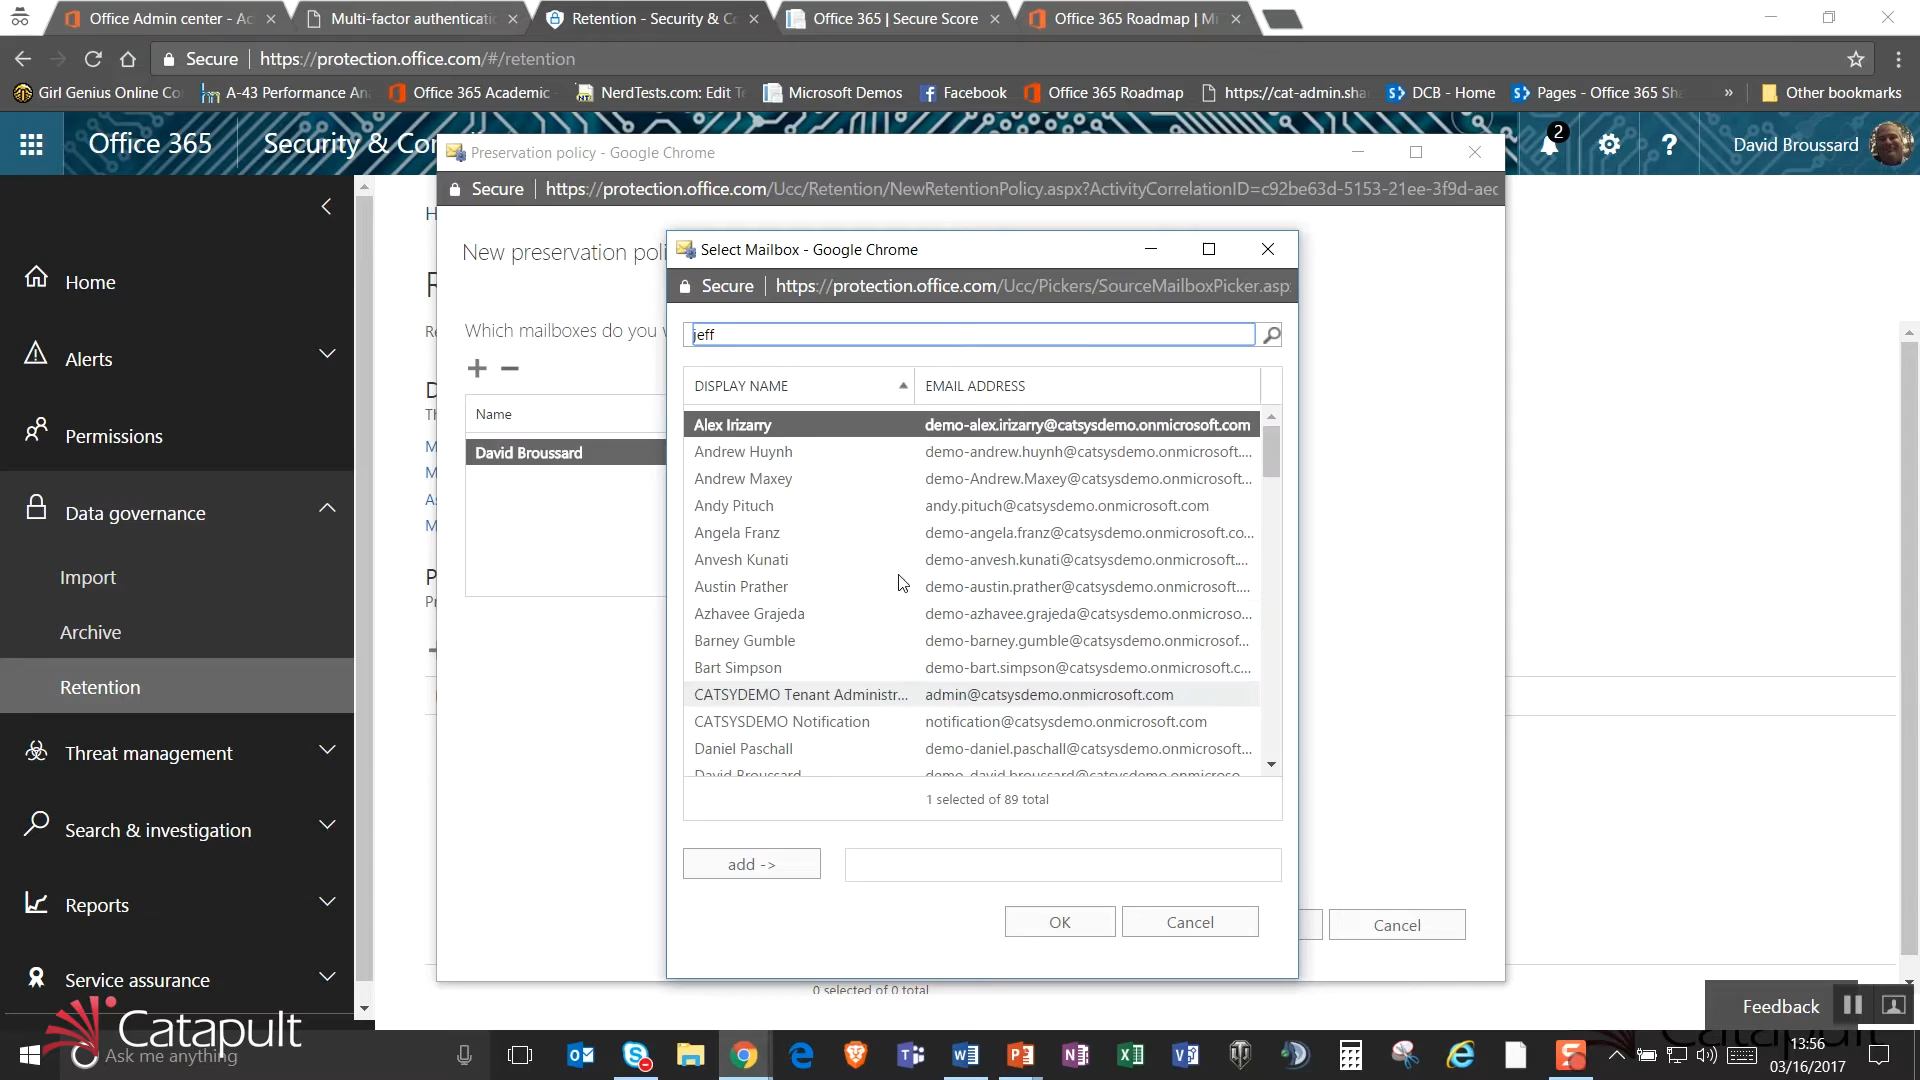 Office Admin center - Ac
Multi-factor authenticati
Retention - Security & Co
Office 365 | Secure Score
Office 365 Roadmap | Mi
Secure
https://protection.office.com/#/retention
Girl Genius Online Co
A-43 Performance Ana
Office 365 Academic
NerdTests.com: Edit Te
Microsoft Demos
Facebook
Office 365 Roadmap
https://cat-admin.sha
DCB - Home
Pages - Office 365 Sha
»
Other bookmarks
Office 365
Security & Co
2
?
David Broussard
Preservation policy - Google Chrome
Secure
https://protection.office.com/Ucc/Retention/NewRetentionPolicy.aspx?ActivityCorrelationID=c92be63d-5153-21ee-3f9d-aec
New preservation poli
Which mailboxes do you w
Name
David Broussard
Cancel
Select Mailbox - Google Chrome
Secure
https://protection.office.com/Ucc/Pickers/SourceMailboxPicker.asp
jeff
DISPLAY NAME EMAIL ADDRESS
Alex Irizarry demo-alex.irizarry@catsysdemo.onmicrosoft.com
Andrew Huynh demo-andrew.huynh@catsysdemo.onmicrosoft....
Andrew Maxey demo-Andrew.Maxey@catsysdemo.onmicrosoft...
Andy Pituch andy.pituch@catsysdemo.onmicrosoft.com
Angela Franz demo-angela.franz@catsysdemo.onmicrosoft.co...
Anvesh Kunati demo-anvesh.kunati@catsysdemo.onmicrosoft....
Austin Prather demo-austin.prather@catsysdemo.onmicrosoft....
Azhavee Grajeda demo-azhavee.grajeda@catsysdemo.onmicroso...
Barney Gumble demo-barney.gumble@catsysdemo.onmicrosof...
Bart Simpson demo-bart.simpson@catsysdemo.onmicrosoft.c...
CATSYDEMO Tenant Administr... admin@catsysdemo.onmicrosoft.com
CATSYSDEMO Notification notification@catsysdemo.onmicrosoft.com
Daniel Paschall demo-daniel.paschall@catsysdemo.onmicrosoft...
David Broussard demo-david.broussard@catsysdemo.onmicroso...
1 selected of 89 total
add ->
OK
Cancel
0 selected of 0 total
Home
Alerts
Permissions
Data governance
Import
Archive
Retention
Threat management
Search & investigation
Reports
Service assurance
Catapult
Feedback
Ask me anything
13:56
03/16/2017